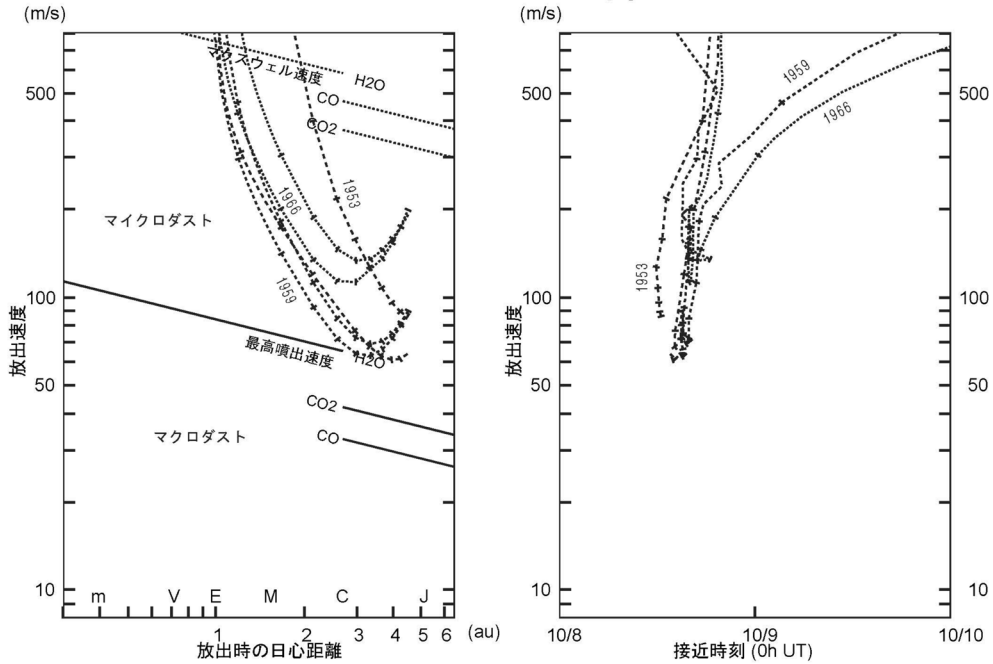 (m/s)
500
100
50
10
放出速度
マクスウェル速度
H2O
CO
CO2
1953
1966
1959
マイクロダスト
最高噴出速度
H2O
CO2
CO
マクロダスト
m V E M C J
1 2 3 4 5 6 (au)
放出時の日心距離
(m/s)
500
100
50
10
放出速度
1959
1966
1953
500
100
50
10
10/8 10/9 10/10
接近時刻 (0h UT)